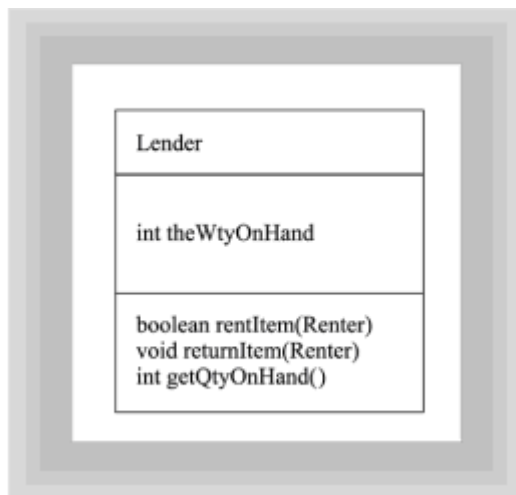 Lender
int theWtyOnHand
boolean rentItem(Renter)
void returnItem(Renter)
int getQtyOnHand()